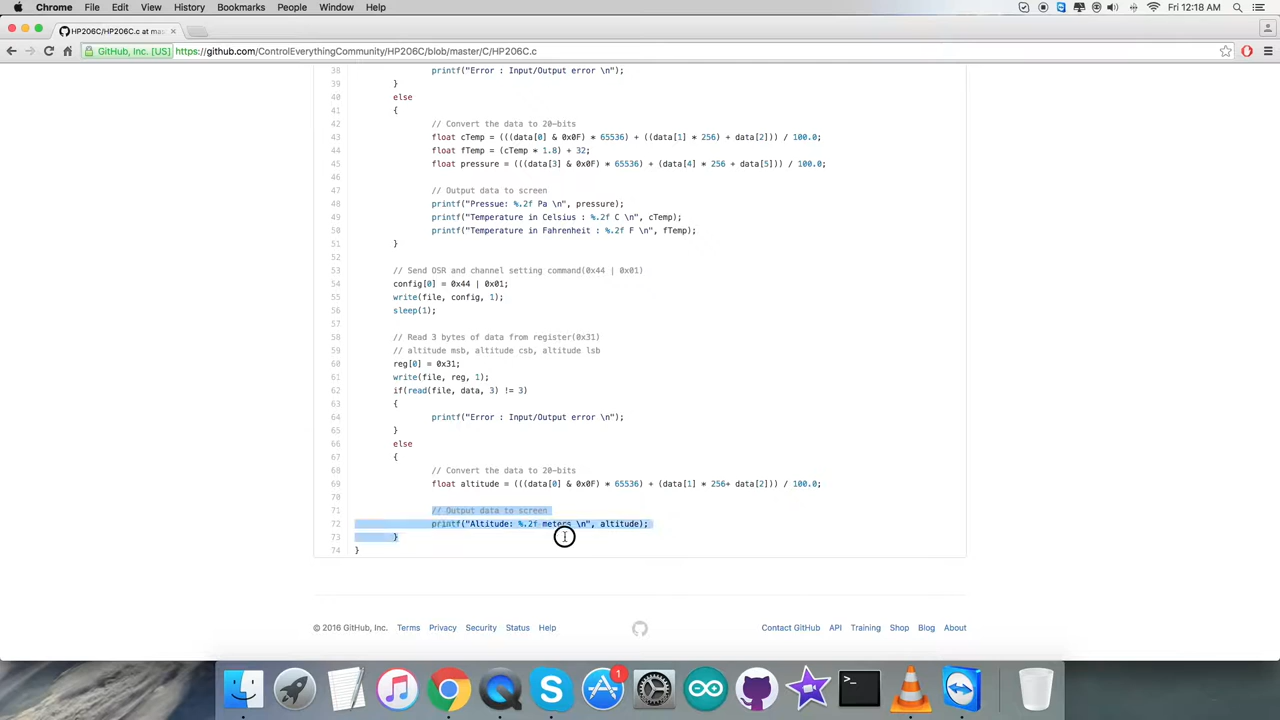 Chrome File Edit View History Bookmarks People Window Help Fri 12:18 AM
HP206C/HP206C.c at mas
GitHub, Inc. [US] https://github.com/ControlEverythingCommunity/HP206C/blob/master/C/HP206C.c
38 printf("Error : Input/Output error \n");
39 }
40 else
41 {
42 // Convert the data to 20-bits
43 float cTemp = (((data[0] & 0x0F) * 65536) + ((data[1] * 256) + data[2])) / 100.0;
44 float fTemp = (cTemp * 1.8) + 32;
45 float pressure = (((data[3] & 0x0F) * 65536) + (data[4] * 256 + data[5])) / 100.0;
46
47 // Output data to screen
48 printf("Pressue: %.2f Pa \n", pressure);
49 printf("Temperature in Celsius : %.2f C \n", cTemp);
50 printf("Temperature in Fahrenheit : %.2f F \n", fTemp);
51 }
52
53 // Send OSR and channel setting command(0x44 | 0x01)
54 config[0] = 0x44 | 0x01;
55 write(file, config, 1);
56 sleep(1);
57
58 // Read 3 bytes of data from register(0x31)
59 // altitude msb, altitude csb, altitude lsb
60 reg[0] = 0x31;
61 write(file, reg, 1);
62 if(read(file, data, 3) != 3)
63 {
64 printf("Error : Input/Output error \n");
65 }
66 else
67 {
68 // Convert the data to 20-bits
69 float altitude = (((data[0] & 0x0F) * 65536) + (data[1] * 256+ data[2])) / 100.0;
70
71 // Output data to screen
72 printf("Altitude: %.2f meters \n", altitude);
73 }
74 }
© 2016 GitHub, Inc. Terms Privacy Security Status Help Contact GitHub API Training Shop Blog About
1
>_